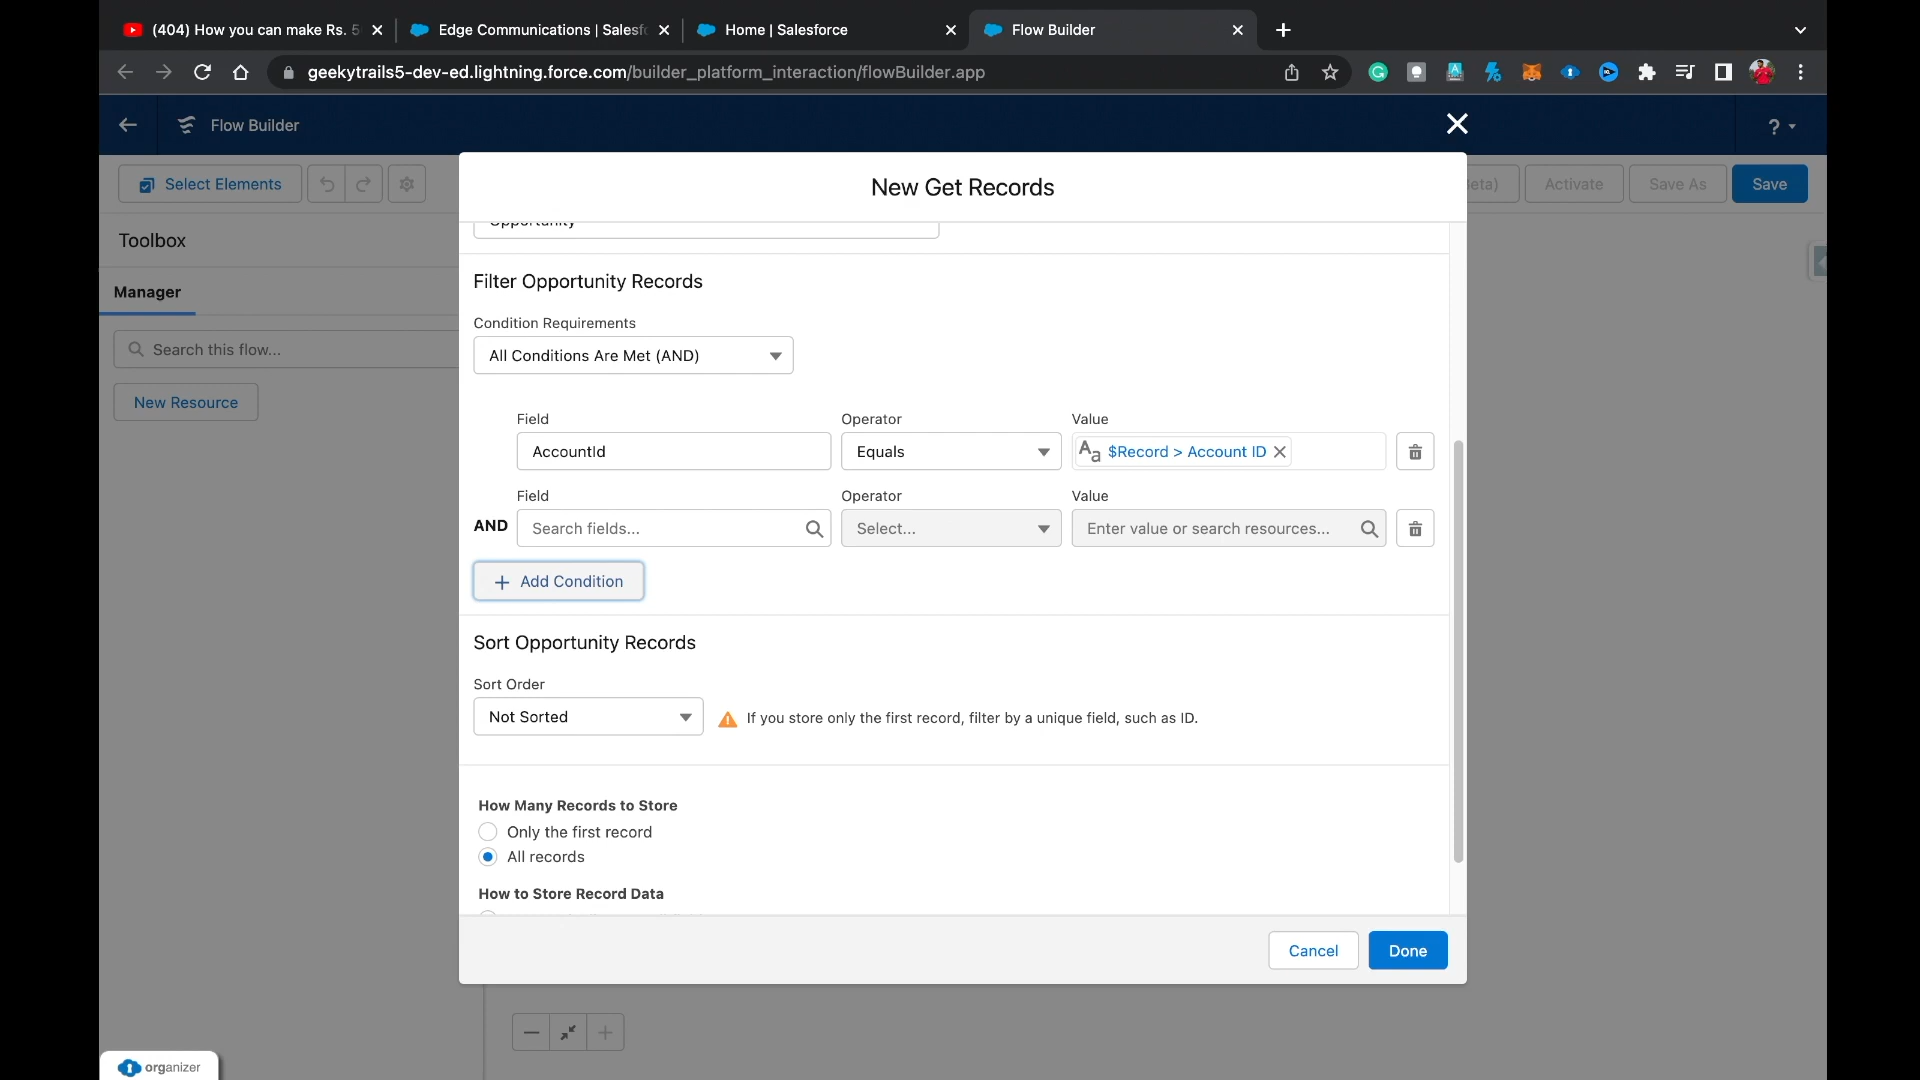 (404) How you can make Rs. 5
Edge Communications | Salesf
Home | Salesforce
Flow Builder
geekytrails5-dev-ed.lightning.force.com/builder_platform_interaction/flowBuilder.app
Flow Builder
?
Select Elements
Beta)
Activate
Save As
Save
New Get Records
Toolbox
Opportunity
Manager
Filter Opportunity Records
Search this flow...
Condition Requirements
All Conditions Are Met (AND)
New Resource
Field
Operator
Value
AccountId
Equals
Aa $Record > Account ID
Field
Operator
Value
AND
Search fields...
Select...
Enter value or search resources...
+ Add Condition
Sort Opportunity Records
Sort Order
Not Sorted
If you store only the first record, filter by a unique field, such as ID.
How Many Records to Store
Only the first record
All records
How to Store Record Data
Cancel
Done
organizer